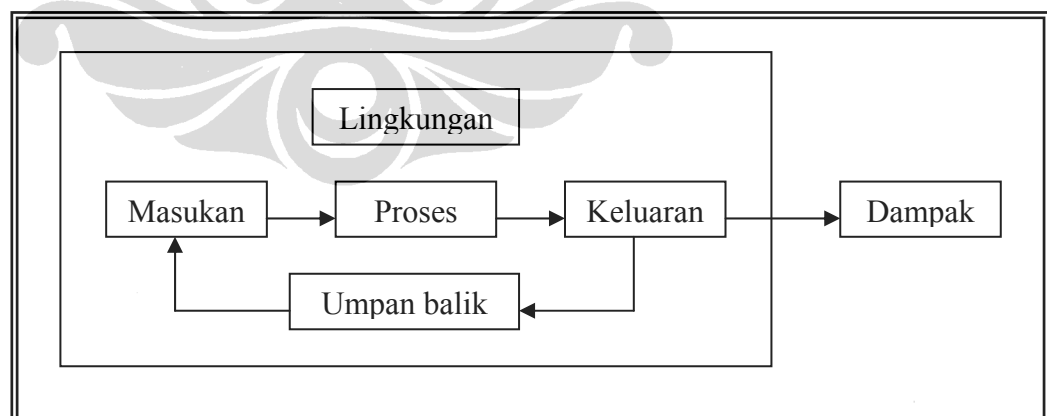 Lingkungan
Masukan
Proses
Keluaran
Dampak
Umpan balik